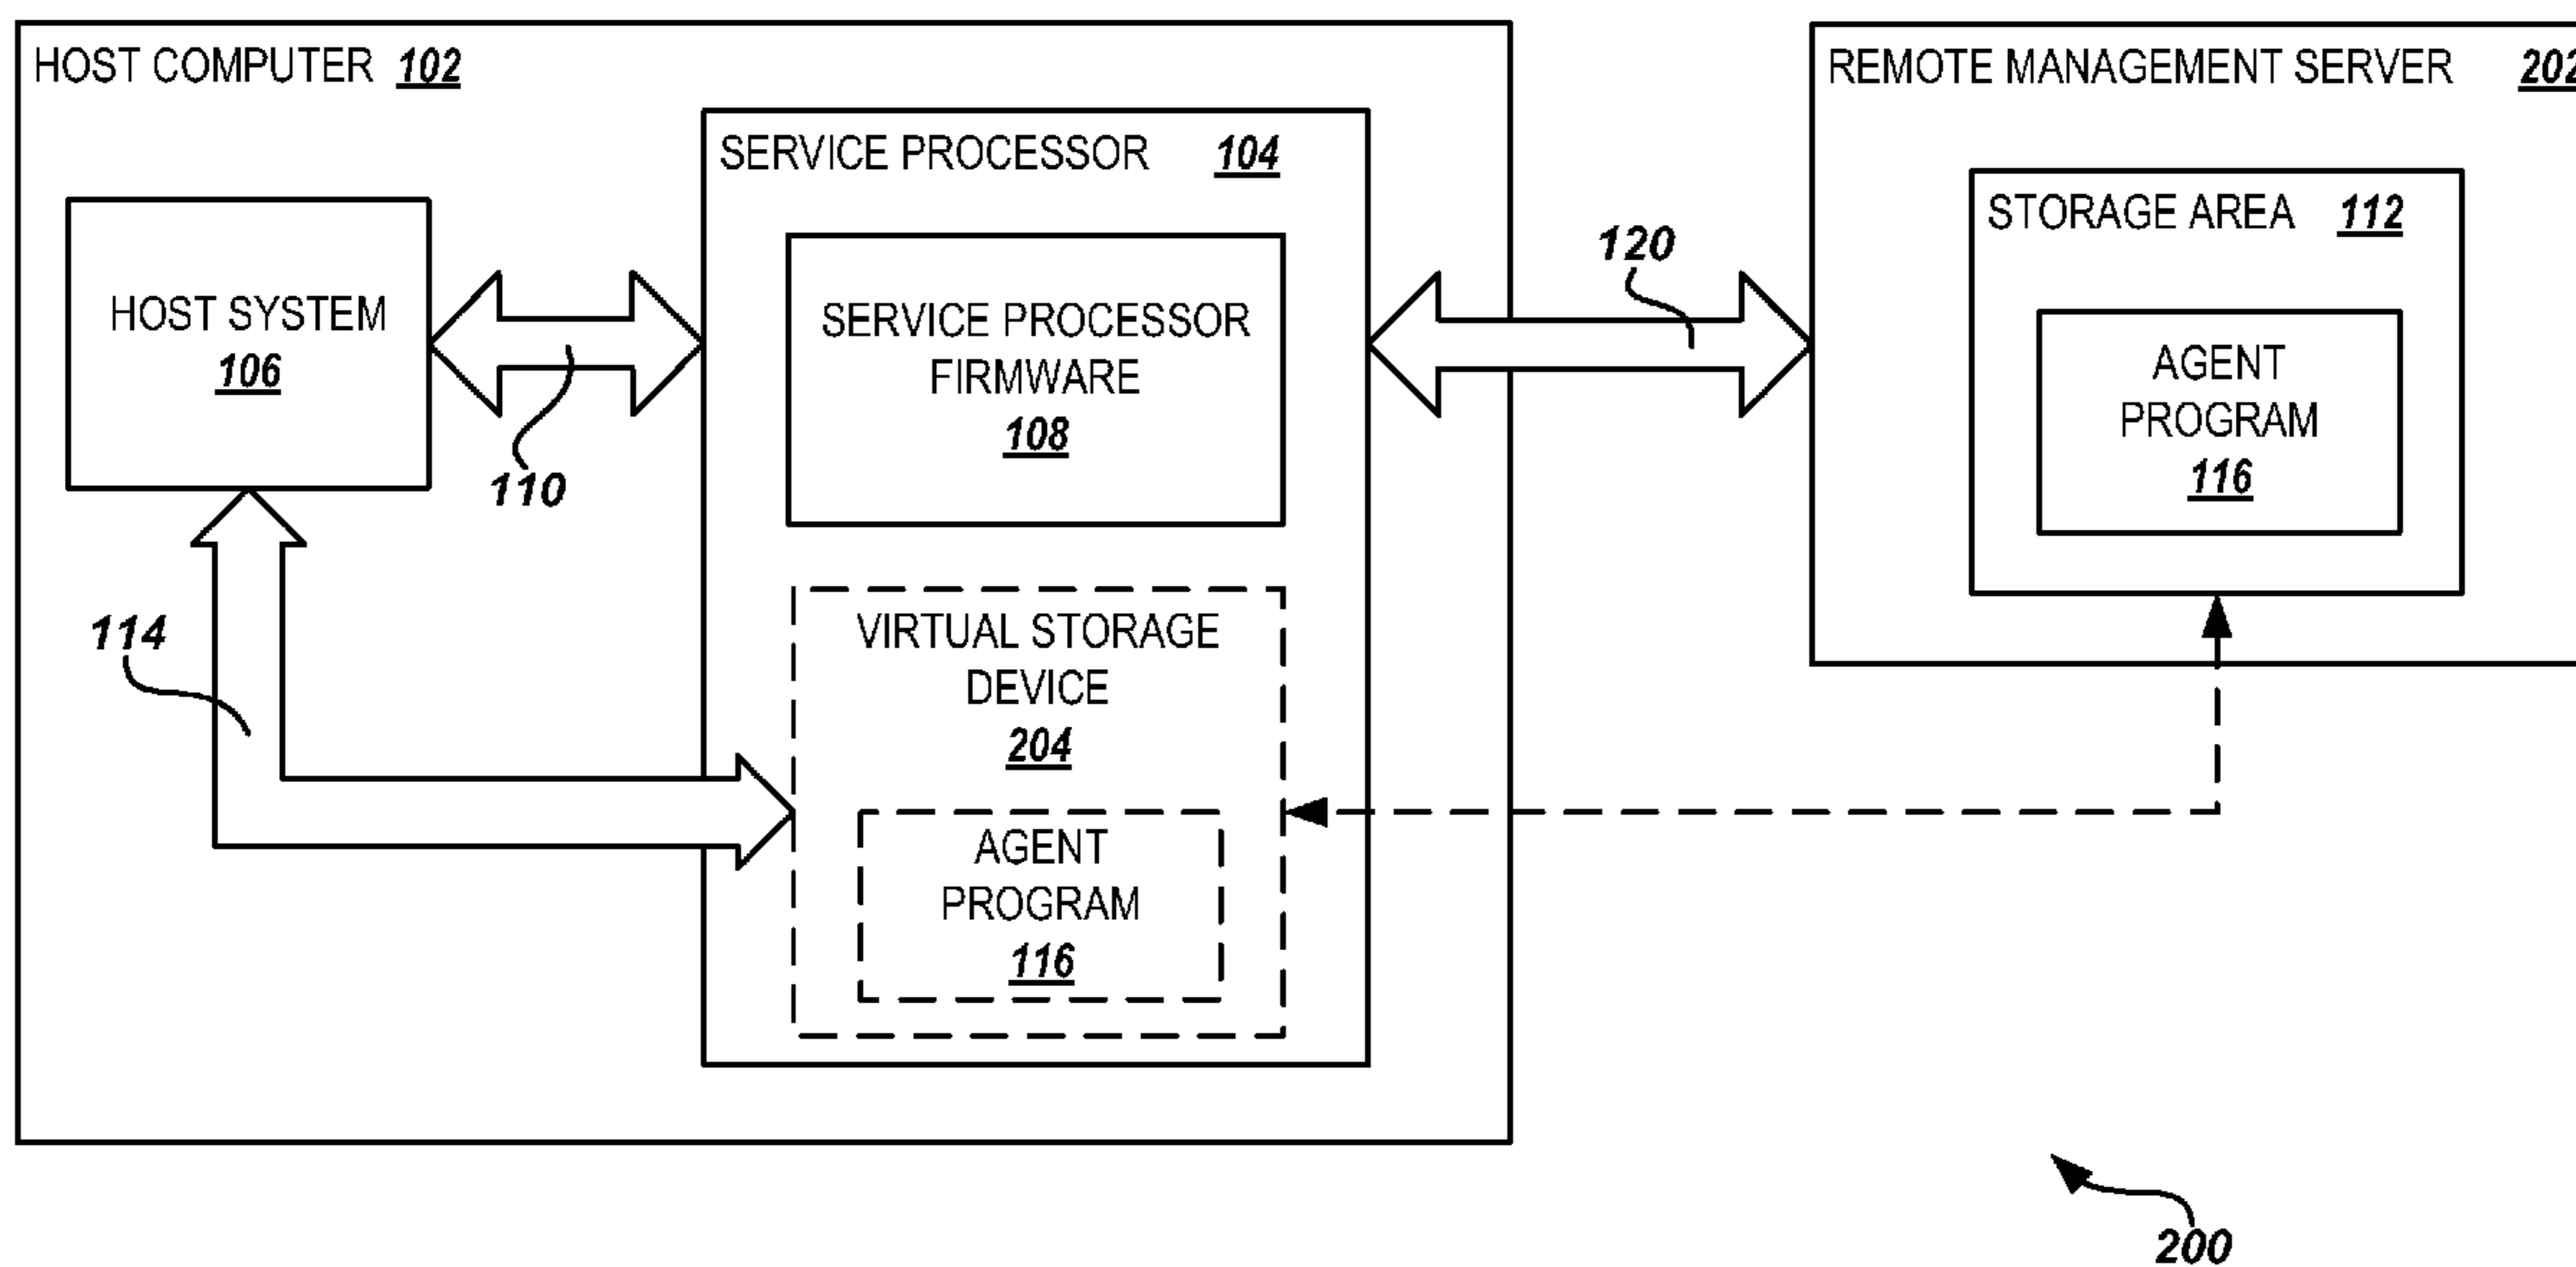 HOST COMPUTER 102
SERVICE PROCESSOR 104
HOST SYSTEM
106
110
SERVICE PROCESSOR
FIRMWARE
108
114
VIRTUAL STORAGE
DEVICE
204
AGENT
PROGRAM
116
120
REMOTE MANAGEMENT SERVER 202
STORAGE AREA 112
AGENT
PROGRAM
116
200